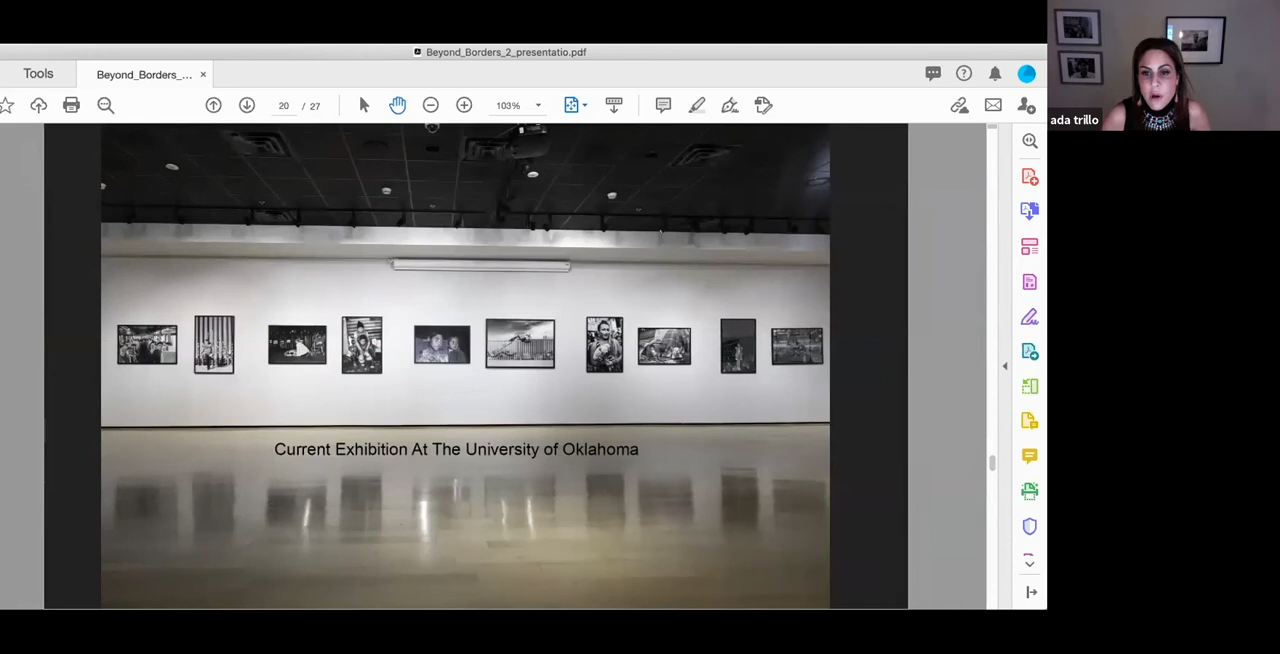 Beyond_Borders_2_presentatio.pdf
Tools
Beyond_Borders_... ×
20 / 27
103%
ada trillo
Current Exhibition At The University of Oklahoma